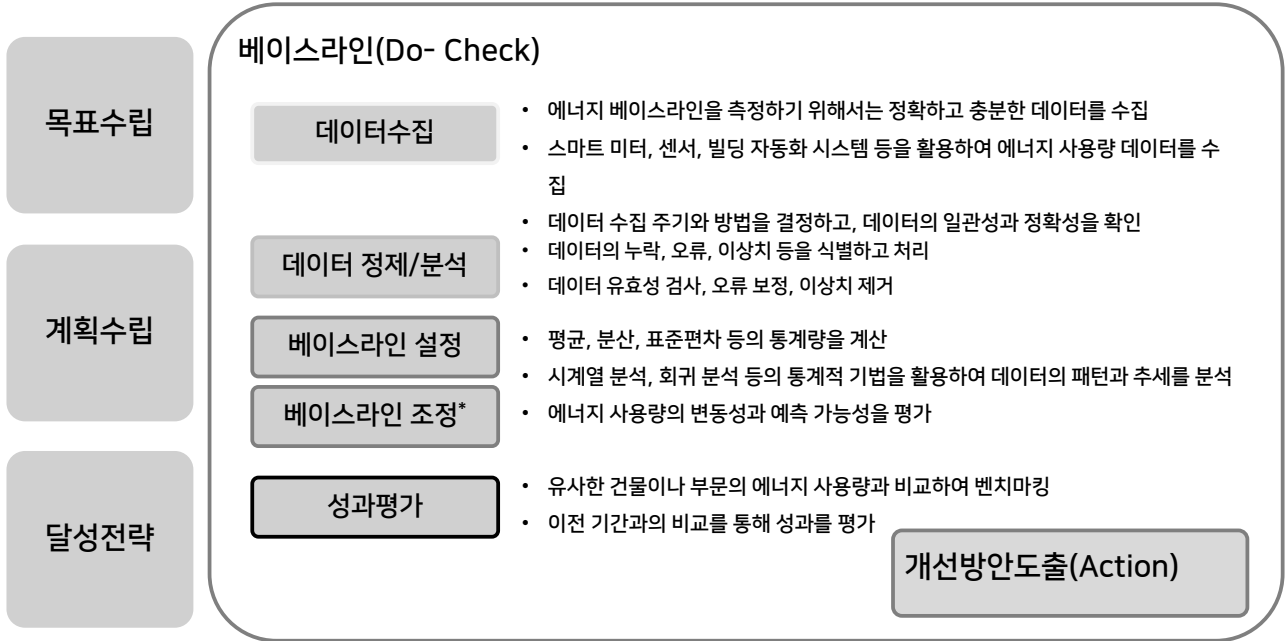 목표수립
계획수립
달성전략
베이스라인(Do- Check)
데이터수집
• 에너지 베이스라인을 측정하기 위해서는 정확하고 충분한 데이터를 수집
• 스마트 미터, 센서, 빌딩 자동화 시스템 등을 활용하여 에너지 사용량 데이터를 수
집
• 데이터 수집 주기와 방법을 결정하고, 데이터의 일관성과 정확성을 확인
데이터 정제/분석
• 데이터의 누락, 오류, 이상치 등을 식별하고 처리
• 데이터 유효성 검사, 오류 보정, 이상치 제거
베이스라인 설정
• 평균, 분산, 표준편차 등의 통계량을 계산
• 시계열 분석, 회귀 분석 등의 통계적 기법을 활용하여 데이터의 패턴과 추세를 분석
베이스라인 조정*
• 에너지 사용량의 변동성과 예측 가능성을 평가
성과평가
• 유사한 건물이나 부문의 에너지 사용량과 비교하여 벤치마킹
• 이전 기간과의 비교를 통해 성과를 평가
개선방안도출(Action)